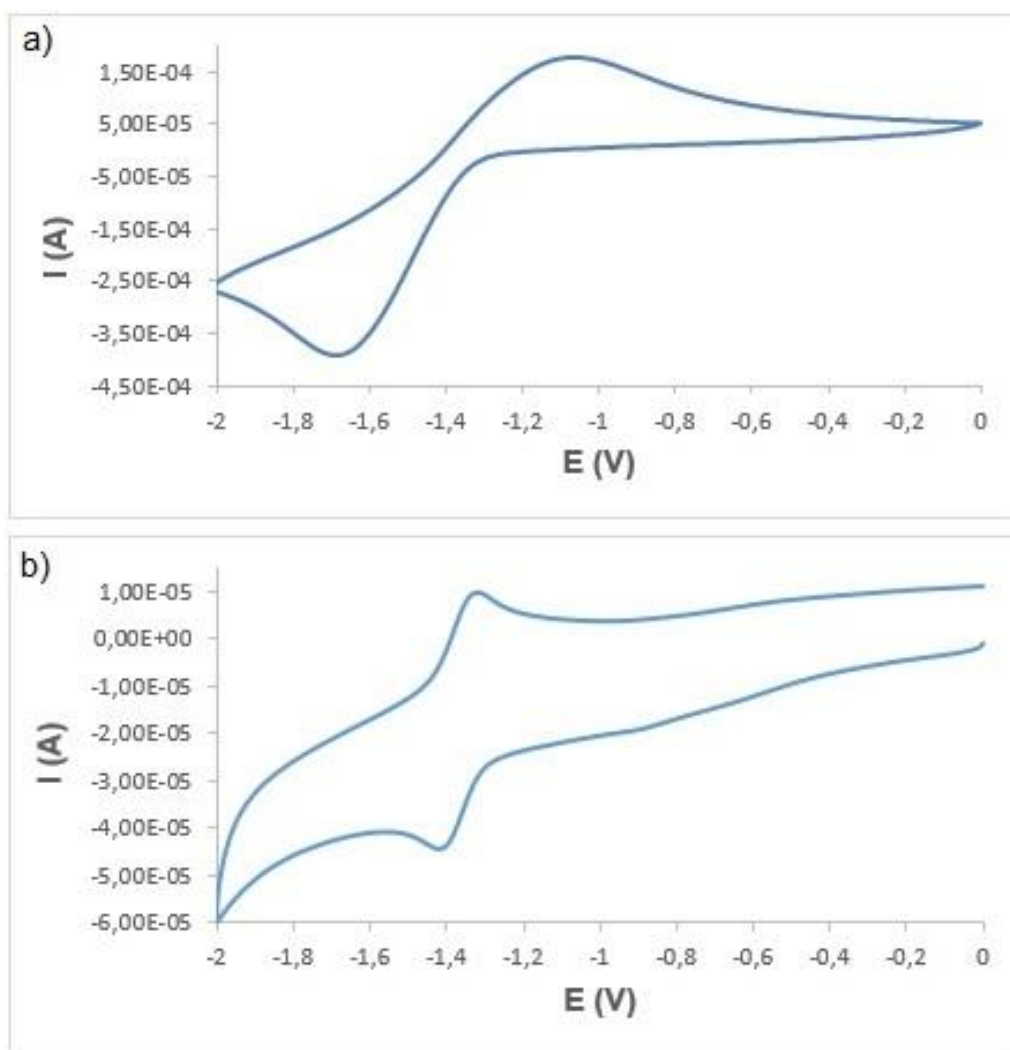 a)
1,50E-04
5,00E-05
-5,00E-05
-1,50E-04
-2,50E-04
-3,50E-04
-4,50E-04
I (A)
-2 -1,8 -1,6 -1,4 -1,2 -1 -0,8 -0,6 -0,4 -0,2 0
E (V)
b)
1,00E-05
0,00E+00
-1,00E-05
-2,00E-05
-3,00E-05
-4,00E-05
-5,00E-05
-6,00E-05
I (A)
-2 -1,8 -1,6 -1,4 -1,2 -1 -0,8 -0,6 -0,4 -0,2 0
E (V)